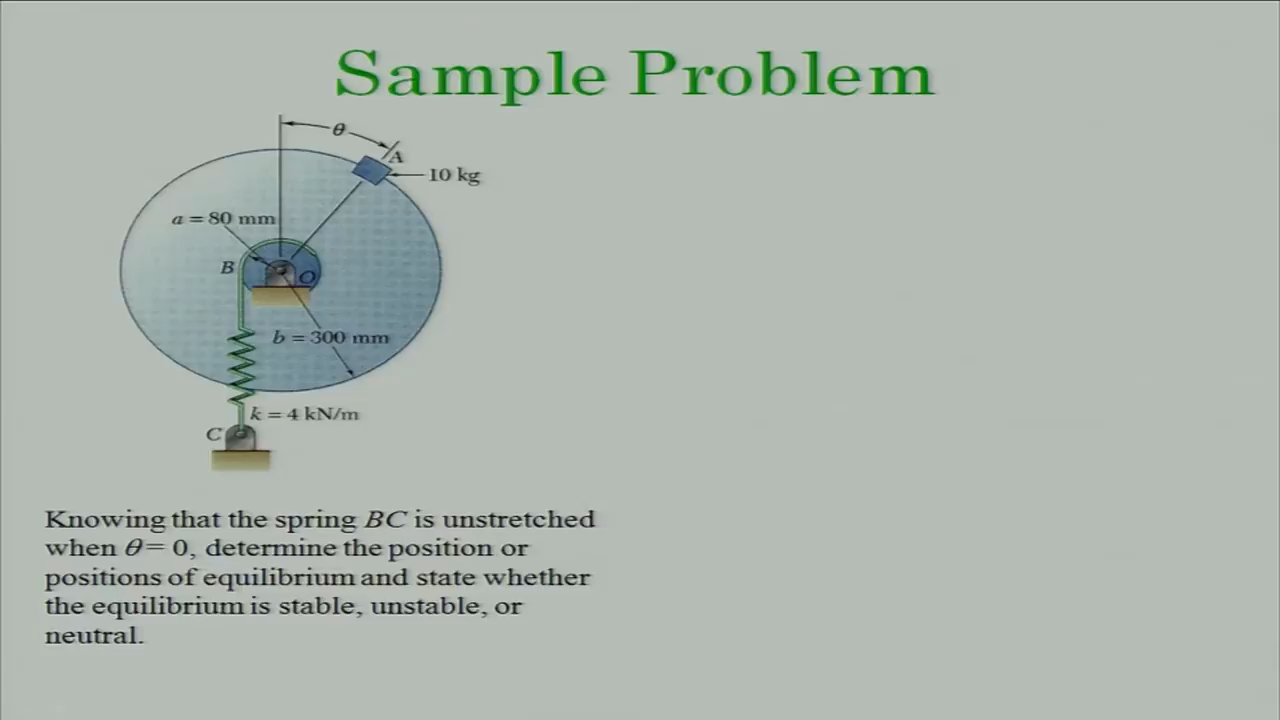 Sample Problem
θ
A
10 kg
a = 80 mm
B
O
b = 300 mm
k = 4 kN/m
C
Knowing that the spring BC is unstretched
when θ = 0, determine the position or
positions of equilibrium and state whether
the equilibrium is stable, unstable, or
neutral.